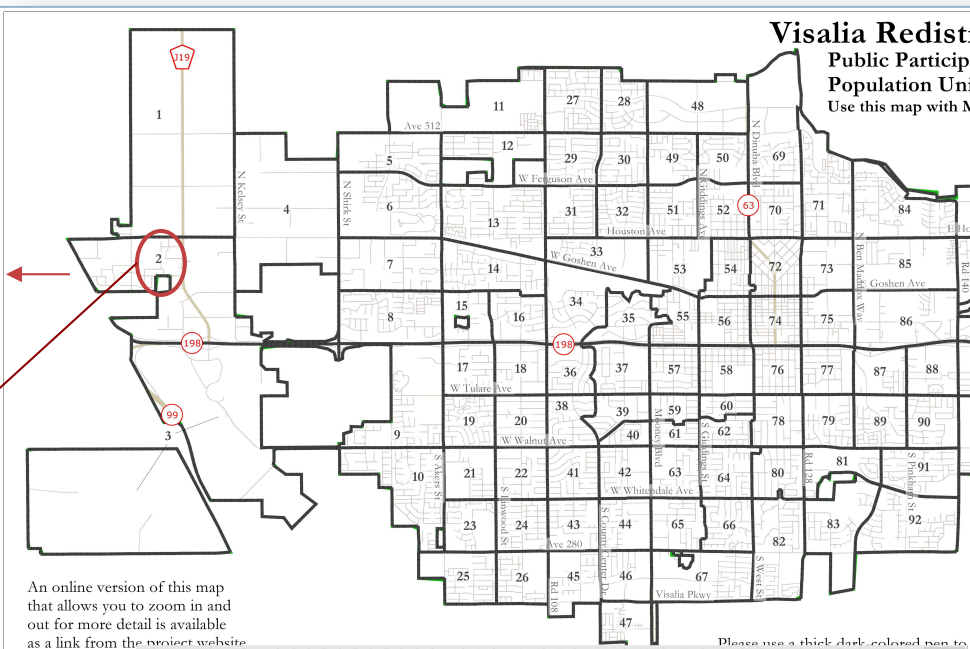 Visalia Redistr
Public Particip
Population Uni
Use this map with M
J19
1
11
27
28
48
Ave 312
N Dinuba Blvd
12
5
29
30
49
50
69
W Ferguson Ave
N Kelsey St
N Shirk St
N Giddings Ave
4
6
13
31
32
51
52
63
70
71
84
Houston Ave
E Ho
2
7
14
33
W Goshen Ave
53
54
72
73
N Ben Maddox Way
85
Goshen Ave
Rd 140
8
15
16
34
35
55
56
74
75
86
198
198
17
18
36
37
57
58
76
77
87
88
W Tulare Ave
99
3
9
19
20
38
39
40
59
60
61
62
78
79
89
90
W Walnut Ave
Mooney Blvd
S Giddings St
10
S Akers St
21
22
41
42
63
64
80
Rd 128
81
S Pinkham St
91
W Whitendale Ave
S Linwood St
23
24
43
S County Center Dr
44
65
66
82
83
92
Ave 280
25
26
45
46
67
S West St
Rd 108
Visalia Pkwy
47
An online version of this map
that allows you to zoom in and
out for more detail is available
as a link from the project website
Please use a thick dark-colored pen to